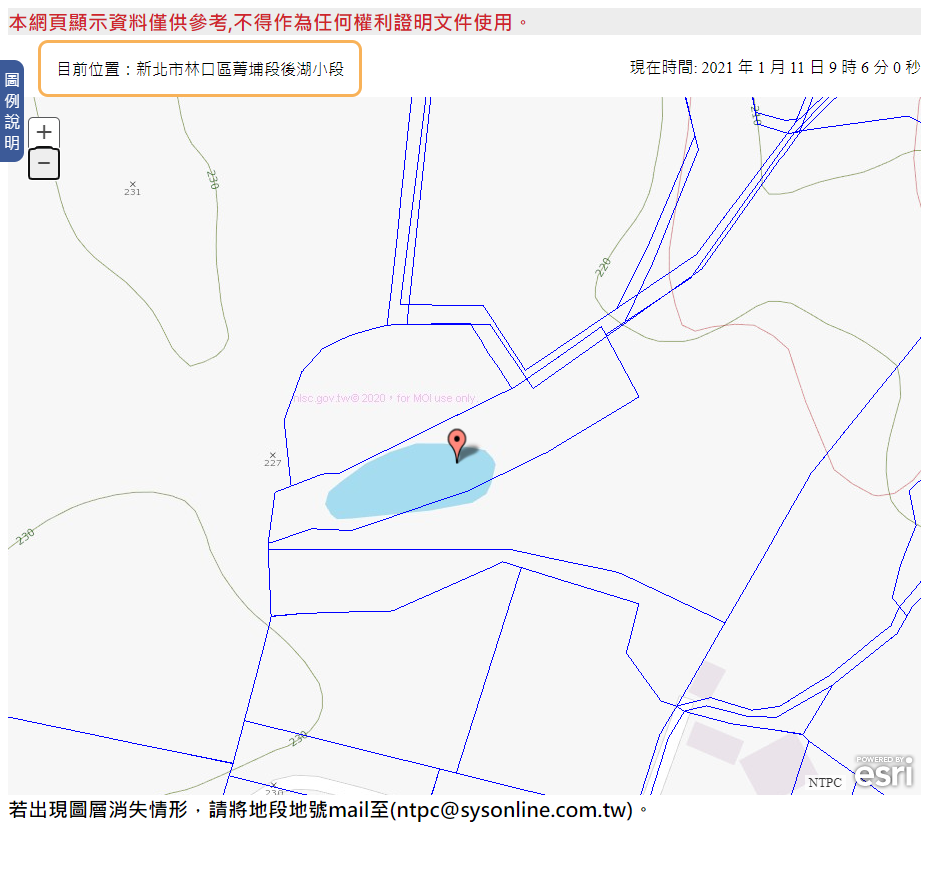 本網頁顯示資料僅供參考,不得作為任何權利證明文件使用。
目前位置：新北市林口區菁埔段後湖小段
現在時間: 2021 年 1 月 11 日 9 時 6 分 0 秒
圖例說明
+
−
210
230
231
220
nlsc.gov.tw© 2020，for MOI use only
227
230
230
230
POWERED BY
esri
NTPC
若出現圖層消失情形，請將地段地號mail至(ntpc@sysonline.com.tw)。